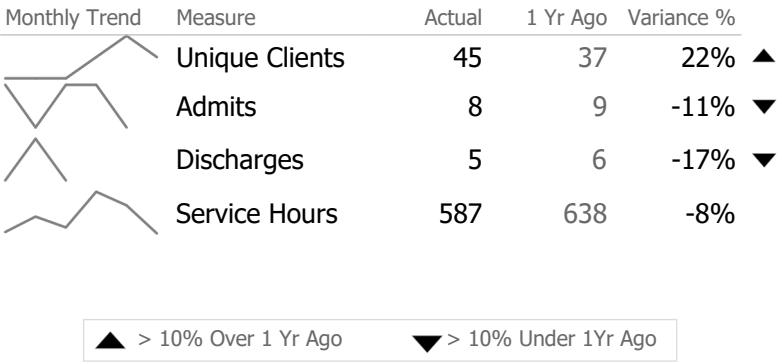 Monthly Trend Measure Actual 1 Yr Ago Variance %
Unique Clients 45 37 22% ▲
Admits 8 9 -11% ▼
Discharges 5 6 -17% ▼
Service Hours 587 638 -8%
▲ > 10% Over 1 Yr Ago ▼ > 10% Under 1Yr Ago